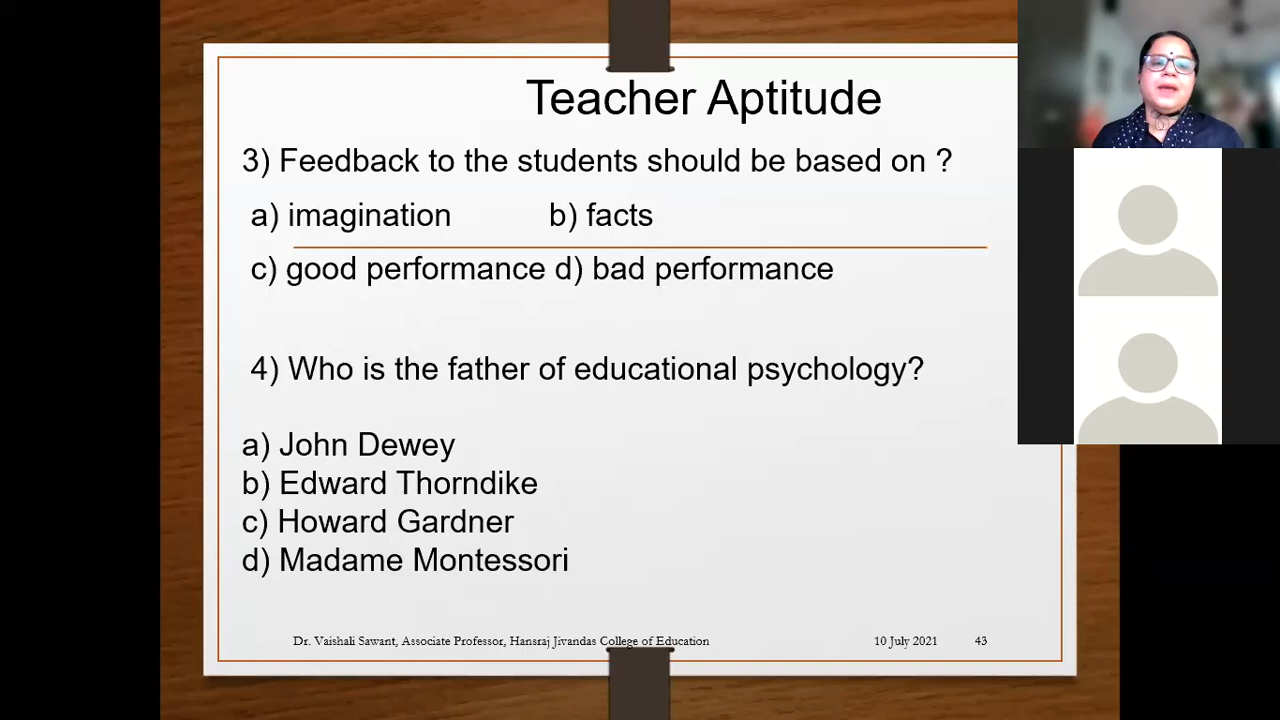 Teacher Aptitude
3) Feedback to the students should be based on ?
a) imagination b) facts
c) good performance d) bad performance
4) Who is the father of educational psychology?
a) John Dewey
b) Edward Thorndike
c) Howard Gardner
d) Madame Montessori
Dr. Vaishali Sawant, Associate Professor, Hansraj Jivandas College of Education 10 July 2021 43